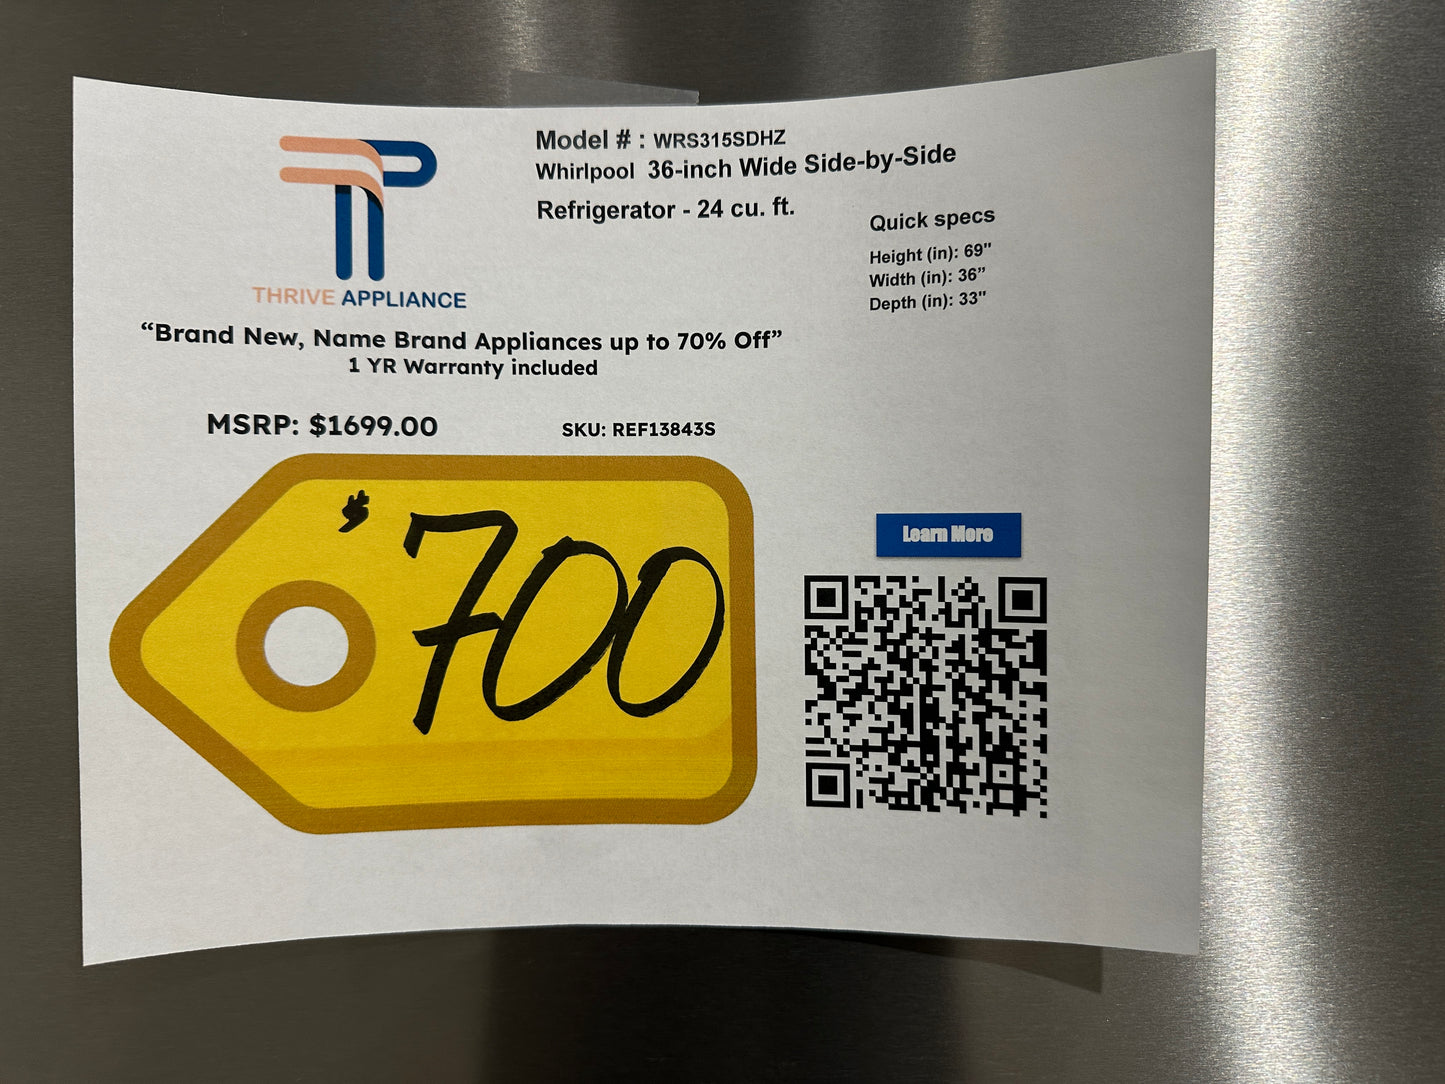 Model # : WRS315SDHZ
Whirlpool 36-inch Wide Side-by-Side
Refrigerator - 24 cu. ft.
Quick specs
Height (in): 69"
Width (in): 36”
Depth (in): 33"
THRIVE APPLIANCE
“Brand New, Name Brand Appliances up to 70% Off”
1 YR Warranty included
MSRP: $1699.00
SKU: REF13843S
$700
Learn More